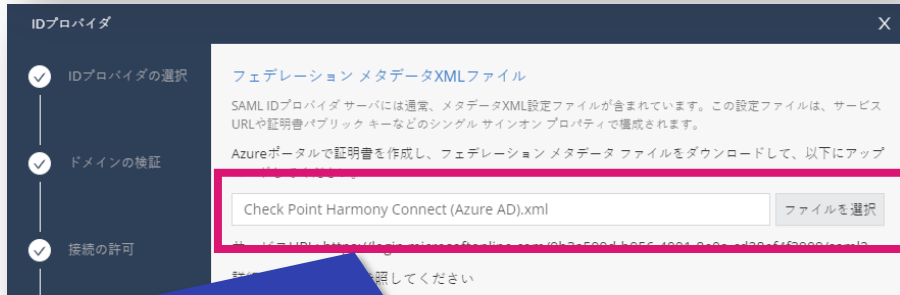 IDプロバイダ X
IDプロバイダの選択
フェデレーション メタデータXMLファイル
SAML IDプロバイダ サーバには通常、メタデータXML設定ファイルが含まれています。この設定ファイルは、サービス
URLや証明書パブリック キーなどのシングル サインオン プロパティで構成されます。
ドメインの検証
Azureポータルで証明書を作成し、フェデレーション メタデータ ファイルをダウンロードして、以下にアップ
Check Point Harmony Connect (Azure AD).xml
ファイルを選択
接続の許可
照してください